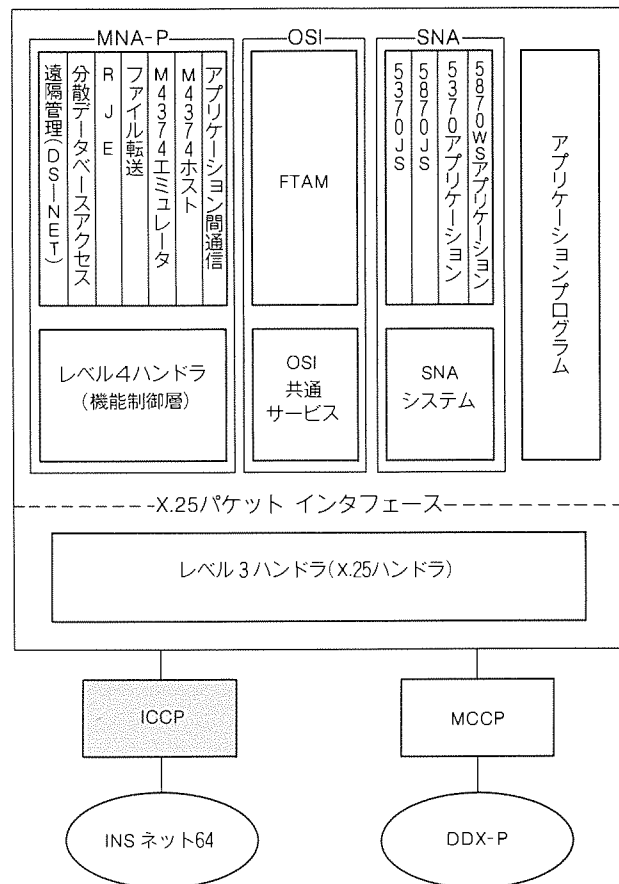 MNA-P
OSI
SNA
遠隔管理(DSINET)
分散データベースアクセス
RJE
ファイル転送
M4374エミュレータ
M4374ホスト
アプリケーション間通信
FTAM
5370JS
5870JS
5370アプリケーション
5870WSアプリケーション
アプリケーションプログラム
レベル4ハンドラ
(機能制御層)
OSI
共通
サービス
SNA
システム
X.25パケット インタフェース
レベル3ハンドラ(X.25ハンドラ)
ICCP
MCCP
INS ネット64
DDX-P